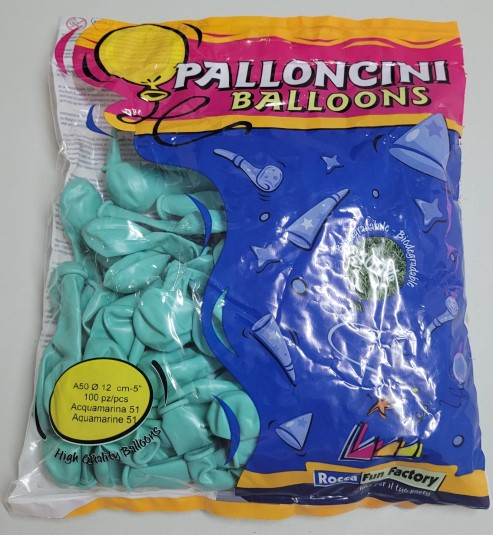 PALLONCINI
BALLOONS
Biodegradabile - Biodegradable
A50 Ø 12 cm-5"
100 pz/pcs
Acquamarina 51
Aquamarine 51
High Quality Balloons
Rocca Fun Factory